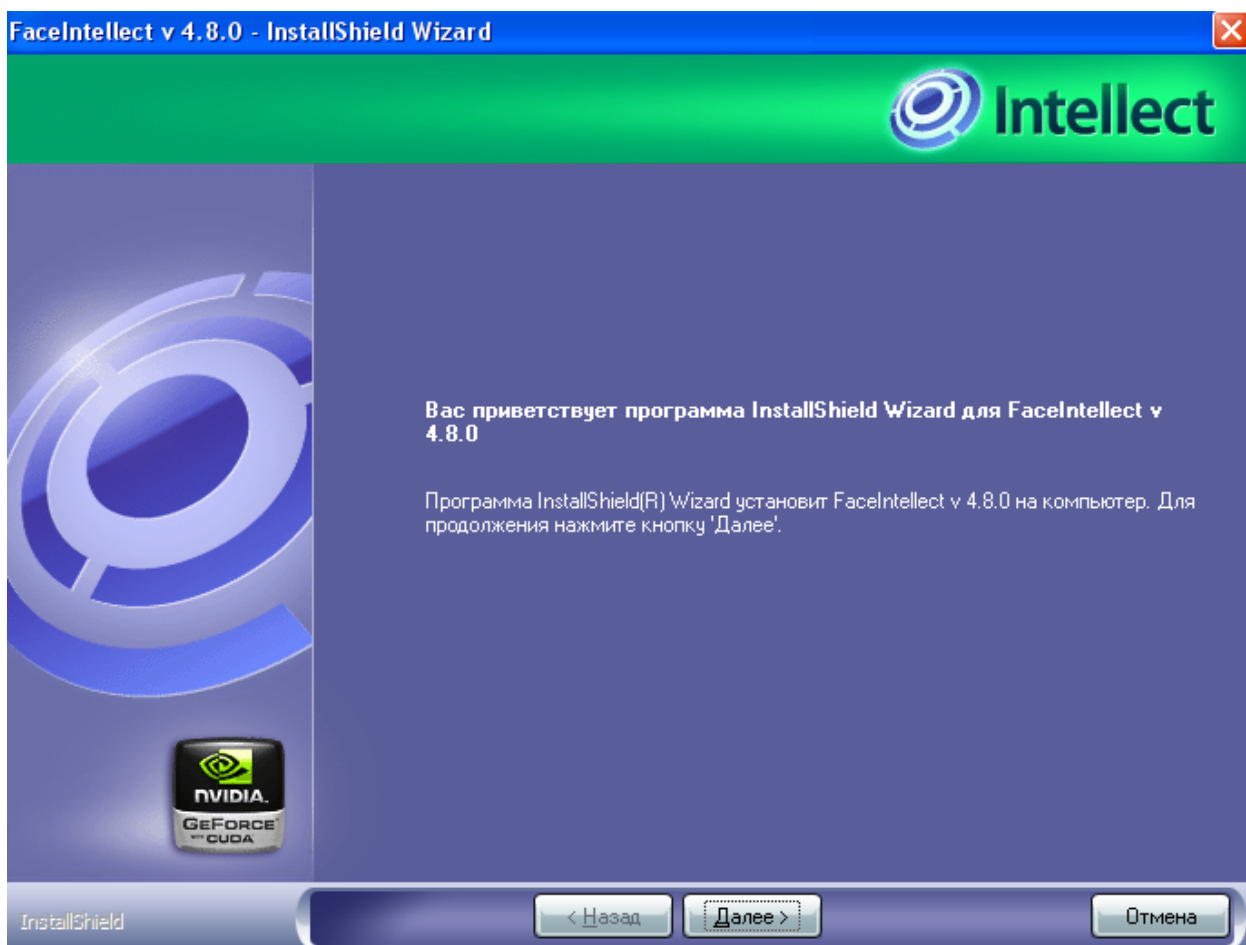 FaceIntellect v 4.8.0 - InstallShield Wizard
Intellect
Вас приветствует программа InstallShield Wizard для FaceIntellect v
4.8.0
Программа InstallShield(R) Wizard установит FaceIntellect v 4.8.0 на компьютер. Для
продолжения нажмите кнопку 'Далее'.
NVIDIA.
GEFORCE
WITH CUDA
InstallShield
< Назад
Далее >
Отмена